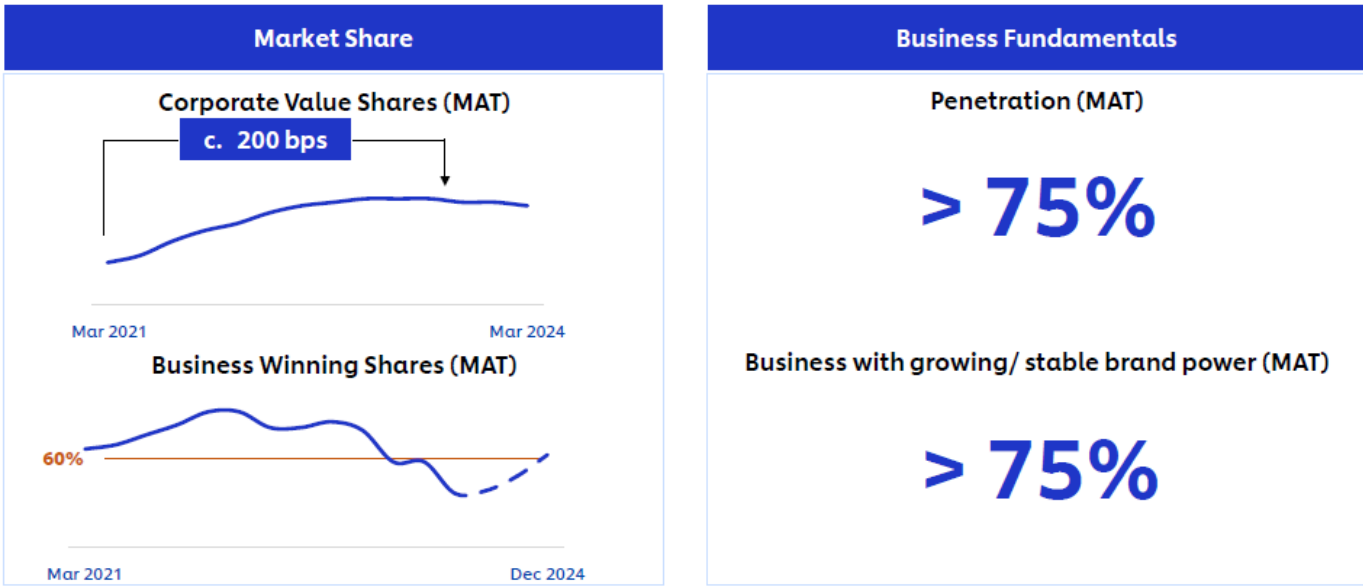 Market Share
Corporate Value Shares (MAT)
c. 200 bps
Mar 2021
Mar 2024
Business Winning Shares (MAT)
60%
Mar 2021
Dec 2024
Business Fundamentals
Penetration (MAT)
> 75%
Business with growing/ stable brand power (MAT)
> 75%